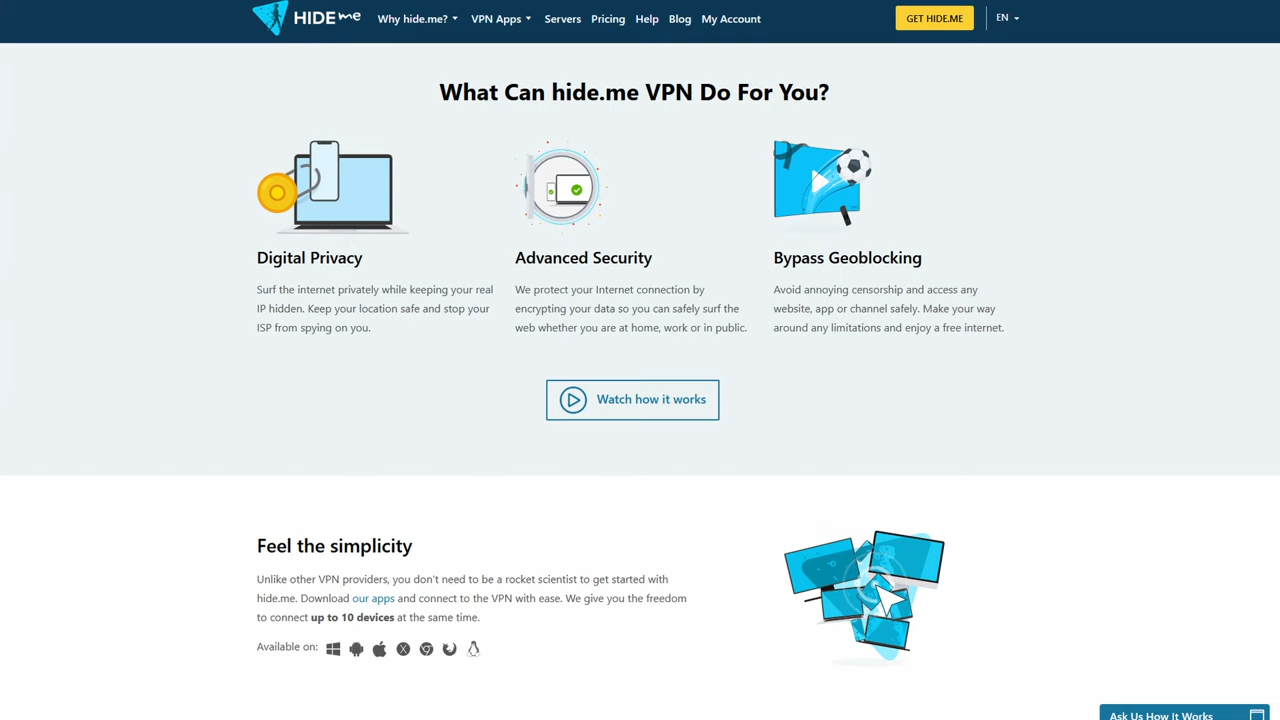 HIDE me Why hide.me? VPN Apps Servers Pricing Help Blog My Account GET HIDE.ME EN
What Can hide.me VPN Do For You?
Digital Privacy
Surf the internet privately while keeping your real
IP hidden. Keep your location safe and stop your
ISP from spying on you.
Advanced Security
We protect your Internet connection by
encrypting your data so you can safely surf the
web whether you are at home, work or in public.
Bypass Geoblocking
Avoid annoying censorship and access any
website, app or channel safely. Make your way
around any limitations and enjoy a free internet.
Watch how it works
Feel the simplicity
Unlike other VPN providers, you don't need to be a rocket scientist to get started with
hide.me. Download our apps and connect to the VPN with ease. We give you the freedom
to connect up to 10 devices at the same time.
Available on:
Ask Us How It Works